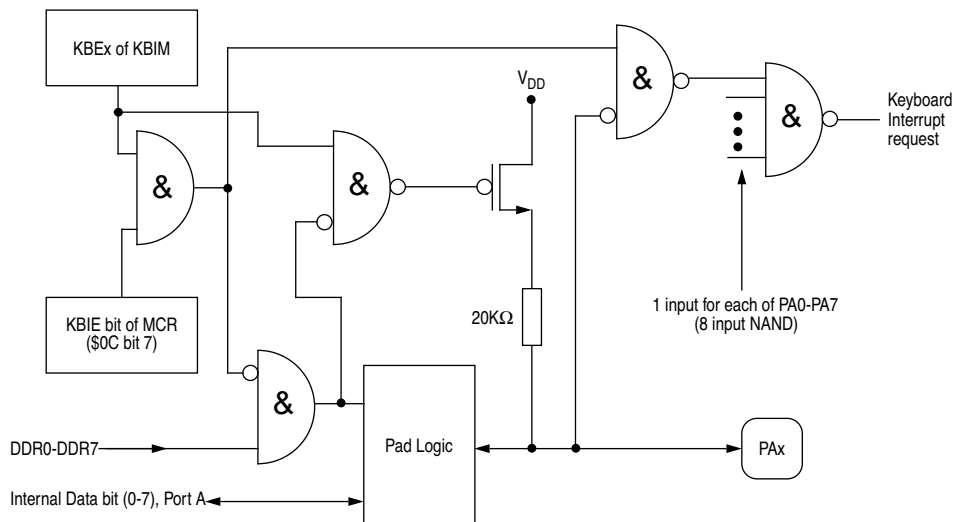 KBEx of KBIM
&
V_DD
&
Keyboard
Interrupt
request
&
&
KBIE bit of MCR
($0C bit 7)
20KΩ
1 input for each of PA0-PA7
(8 input NAND)
&
DDR0-DDR7
Pad Logic
PAx
Internal Data bit (0-7), Port A